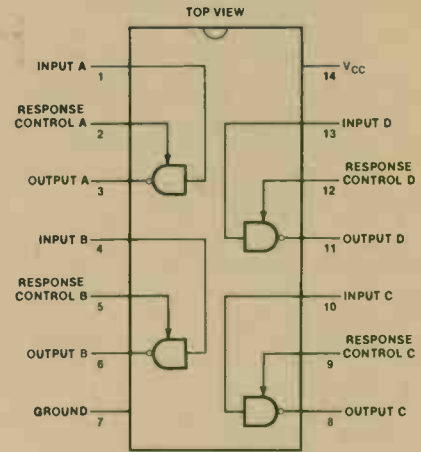 TOP VIEW
INPUT A
1
RESPONSE
CONTROL A
2
OUTPUT A
3
INPUT B
4
RESPONSE
CONTROL B
5
OUTPUT B
6
GROUND
7
VCC
14
INPUT D
13
RESPONSE
CONTROL D
12
OUTPUT D
11
INPUT C
10
RESPONSE
CONTROL C
9
OUTPUT C
8